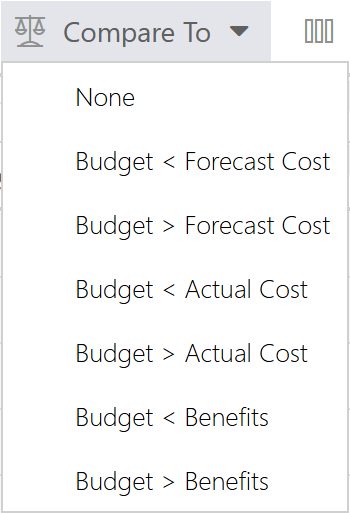 Compare To
None
Budget < Forecast Cost
Budget > Forecast Cost
Budget < Actual Cost
Budget > Actual Cost
Budget < Benefits
Budget > Benefits